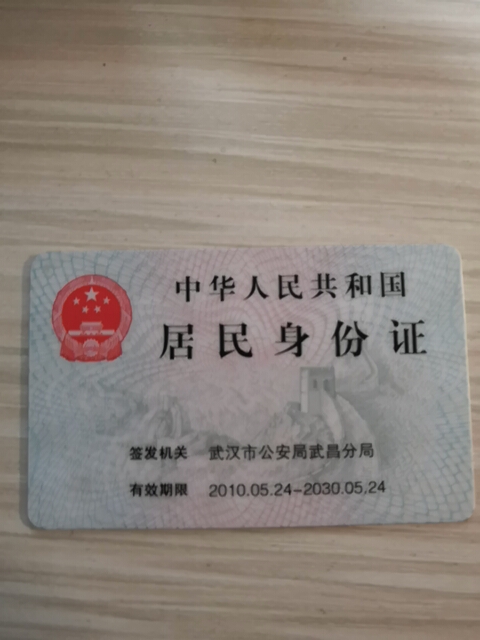 中华人民共和国
居民身份证
签发机关 武汉市公安局武昌分局
有效期限 2010.05.24-2030.05.24